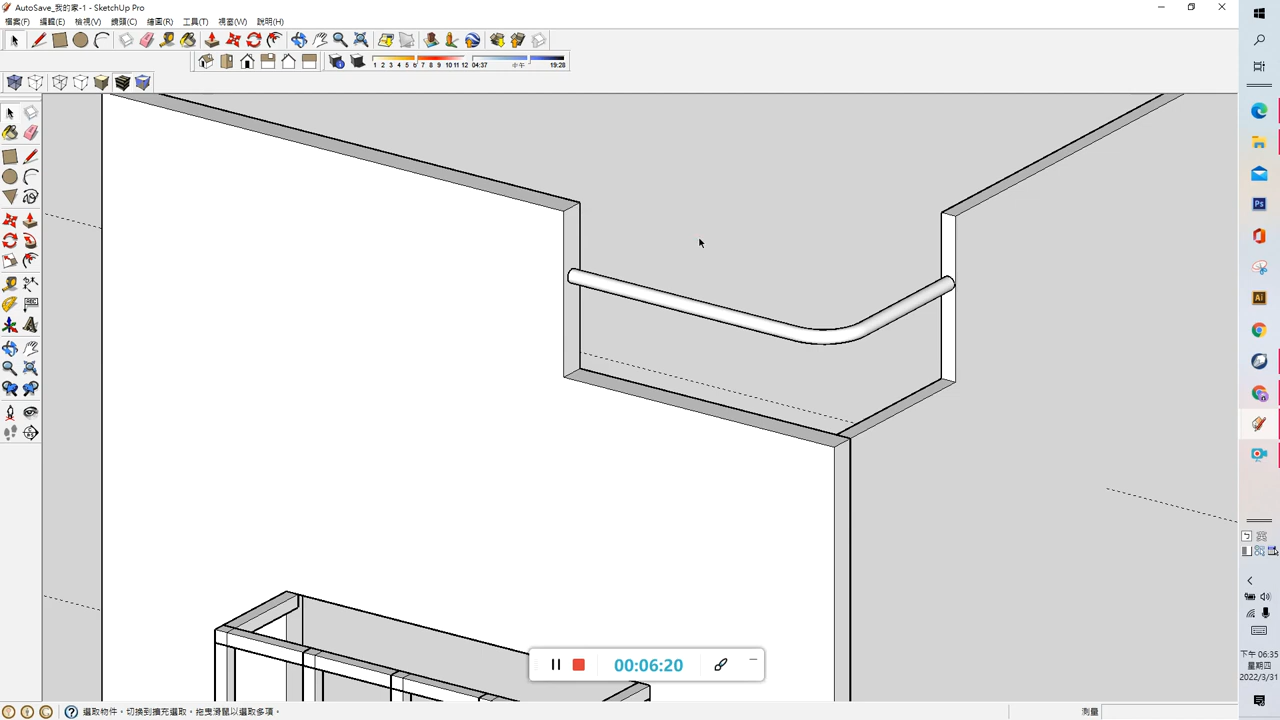 AutoSave_我的家-1 - SketchUp Pro
檔案(F) 編輯(E) 檢視(V) 鏡頭(C) 繪圖(R) 工具(T) 視窗(W) 說明(H)
1 2 3 4 5 6 7 8 9 10 11 12 04:37 中午 19:28
ABC
Ps
Ai
00:06:20
ㄅ 英
下午 06:35
星期四
2022/3/31
選取物件。切換到擴充選取。拖曳滑鼠以選取多項。
測量